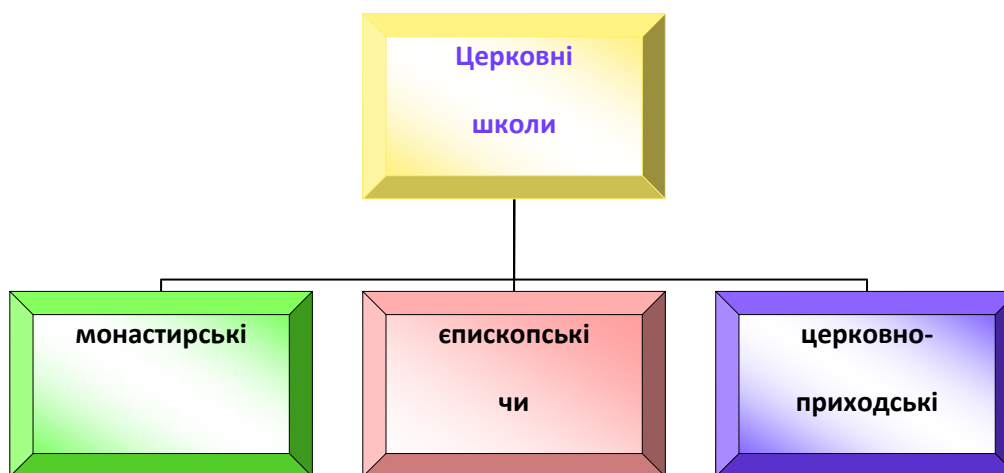 Церковні
школи
монастирські
єпископські
чи
церковно-
приходські